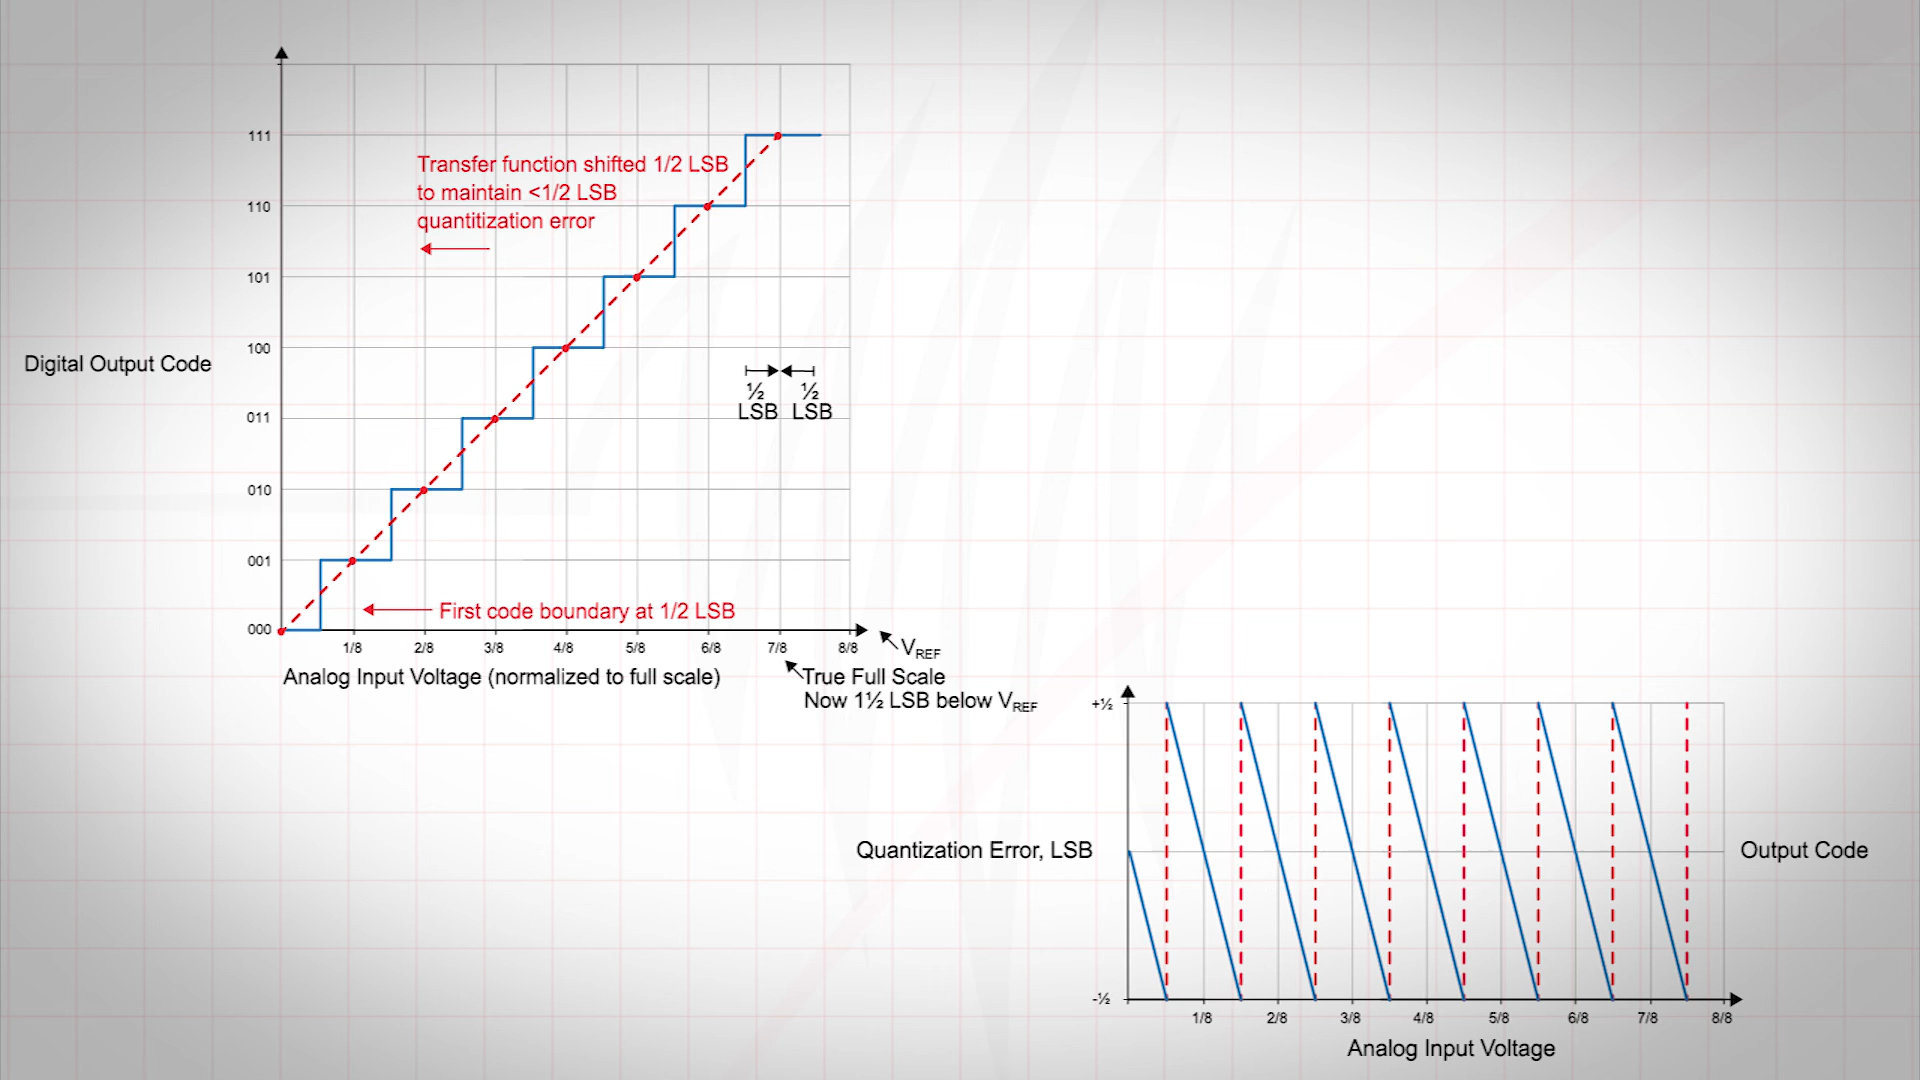 111
Transfer function shifted 1/2 LSB
to maintain <1/2 LSB
quantitization error
110
101
Digital Output Code
100
½ ½
LSB LSB
011
010
001
First code boundary at 1/2 LSB
000
1/8 2/8 3/8 4/8 5/8 6/8 7/8 8/8
VREF
Analog Input Voltage (normalized to full scale)
True Full Scale
Now 1½ LSB below VREF
+½
Quantization Error, LSB
Output Code
-½
1/8 2/8 3/8 4/8 5/8 6/8 7/8 8/8
Analog Input Voltage